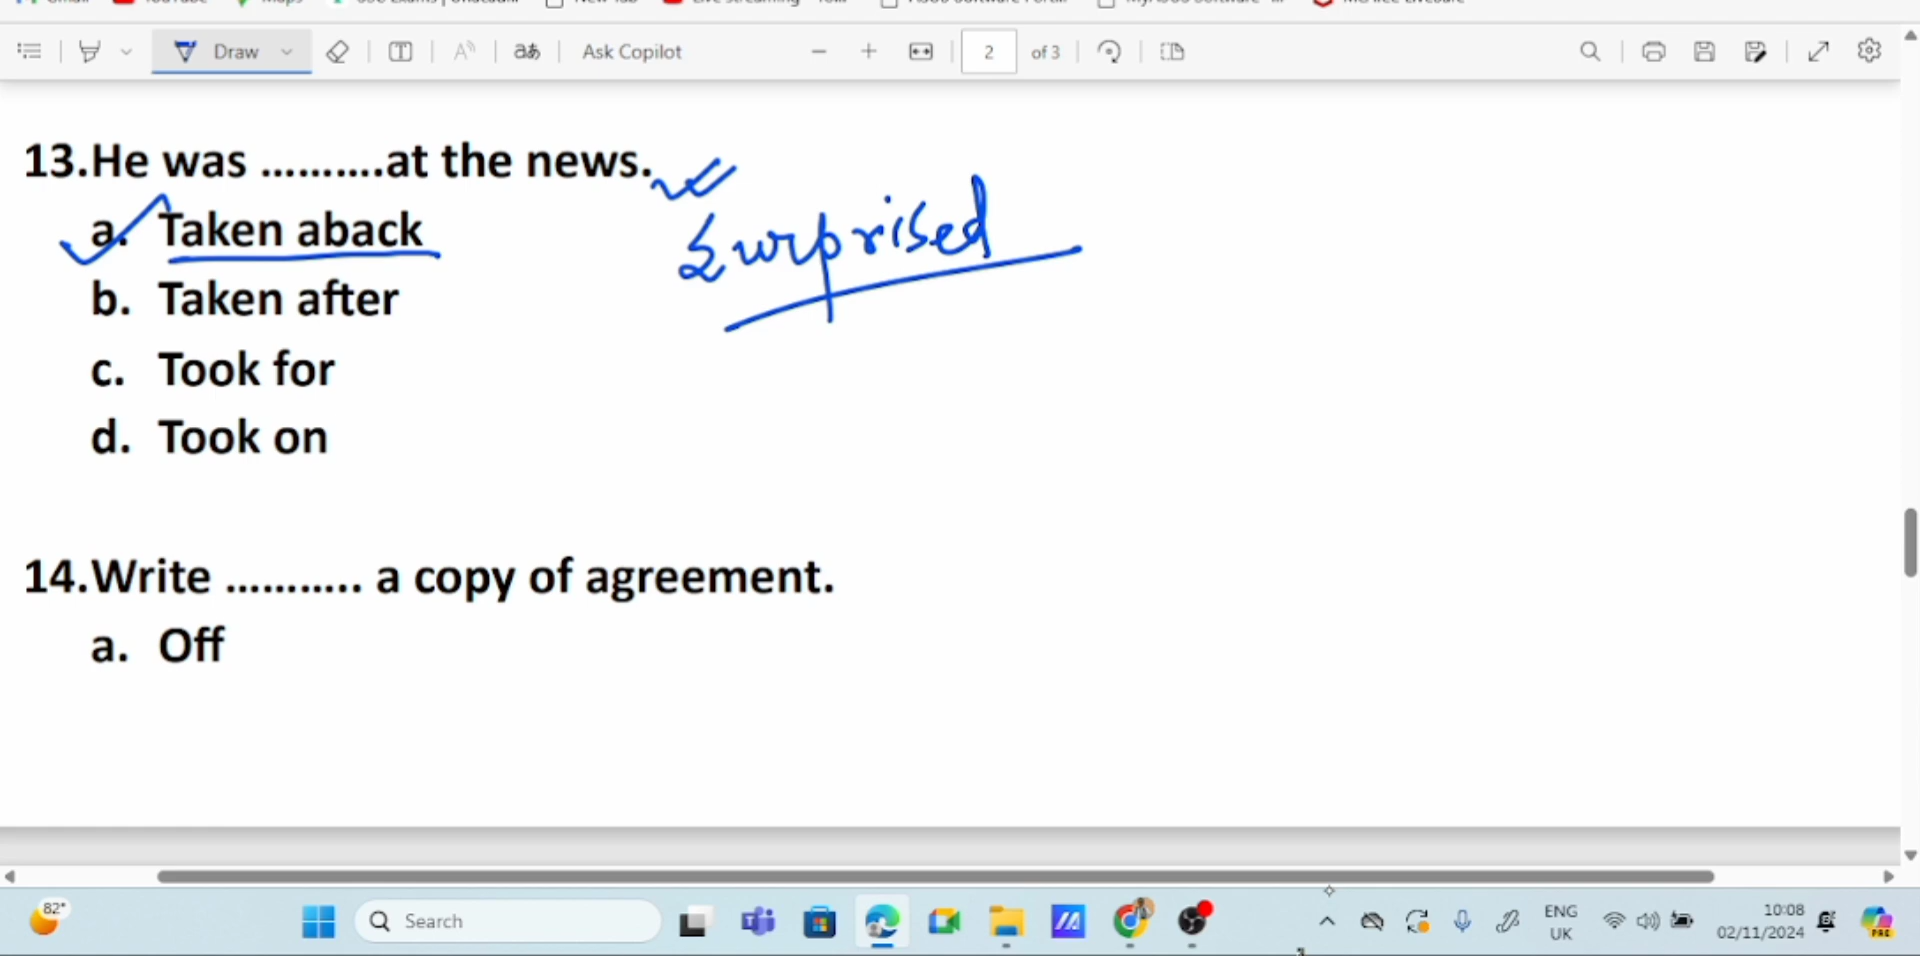 Draw
Ask Copilot
2
of 3
13.He was ..........at the news.
a. Taken aback
Surprised
b. Taken after
c. Took for
d. Took on
14.Write ........... a copy of agreement.
a. Off
82°
Search
ENG
UK
10:08
02/11/2024